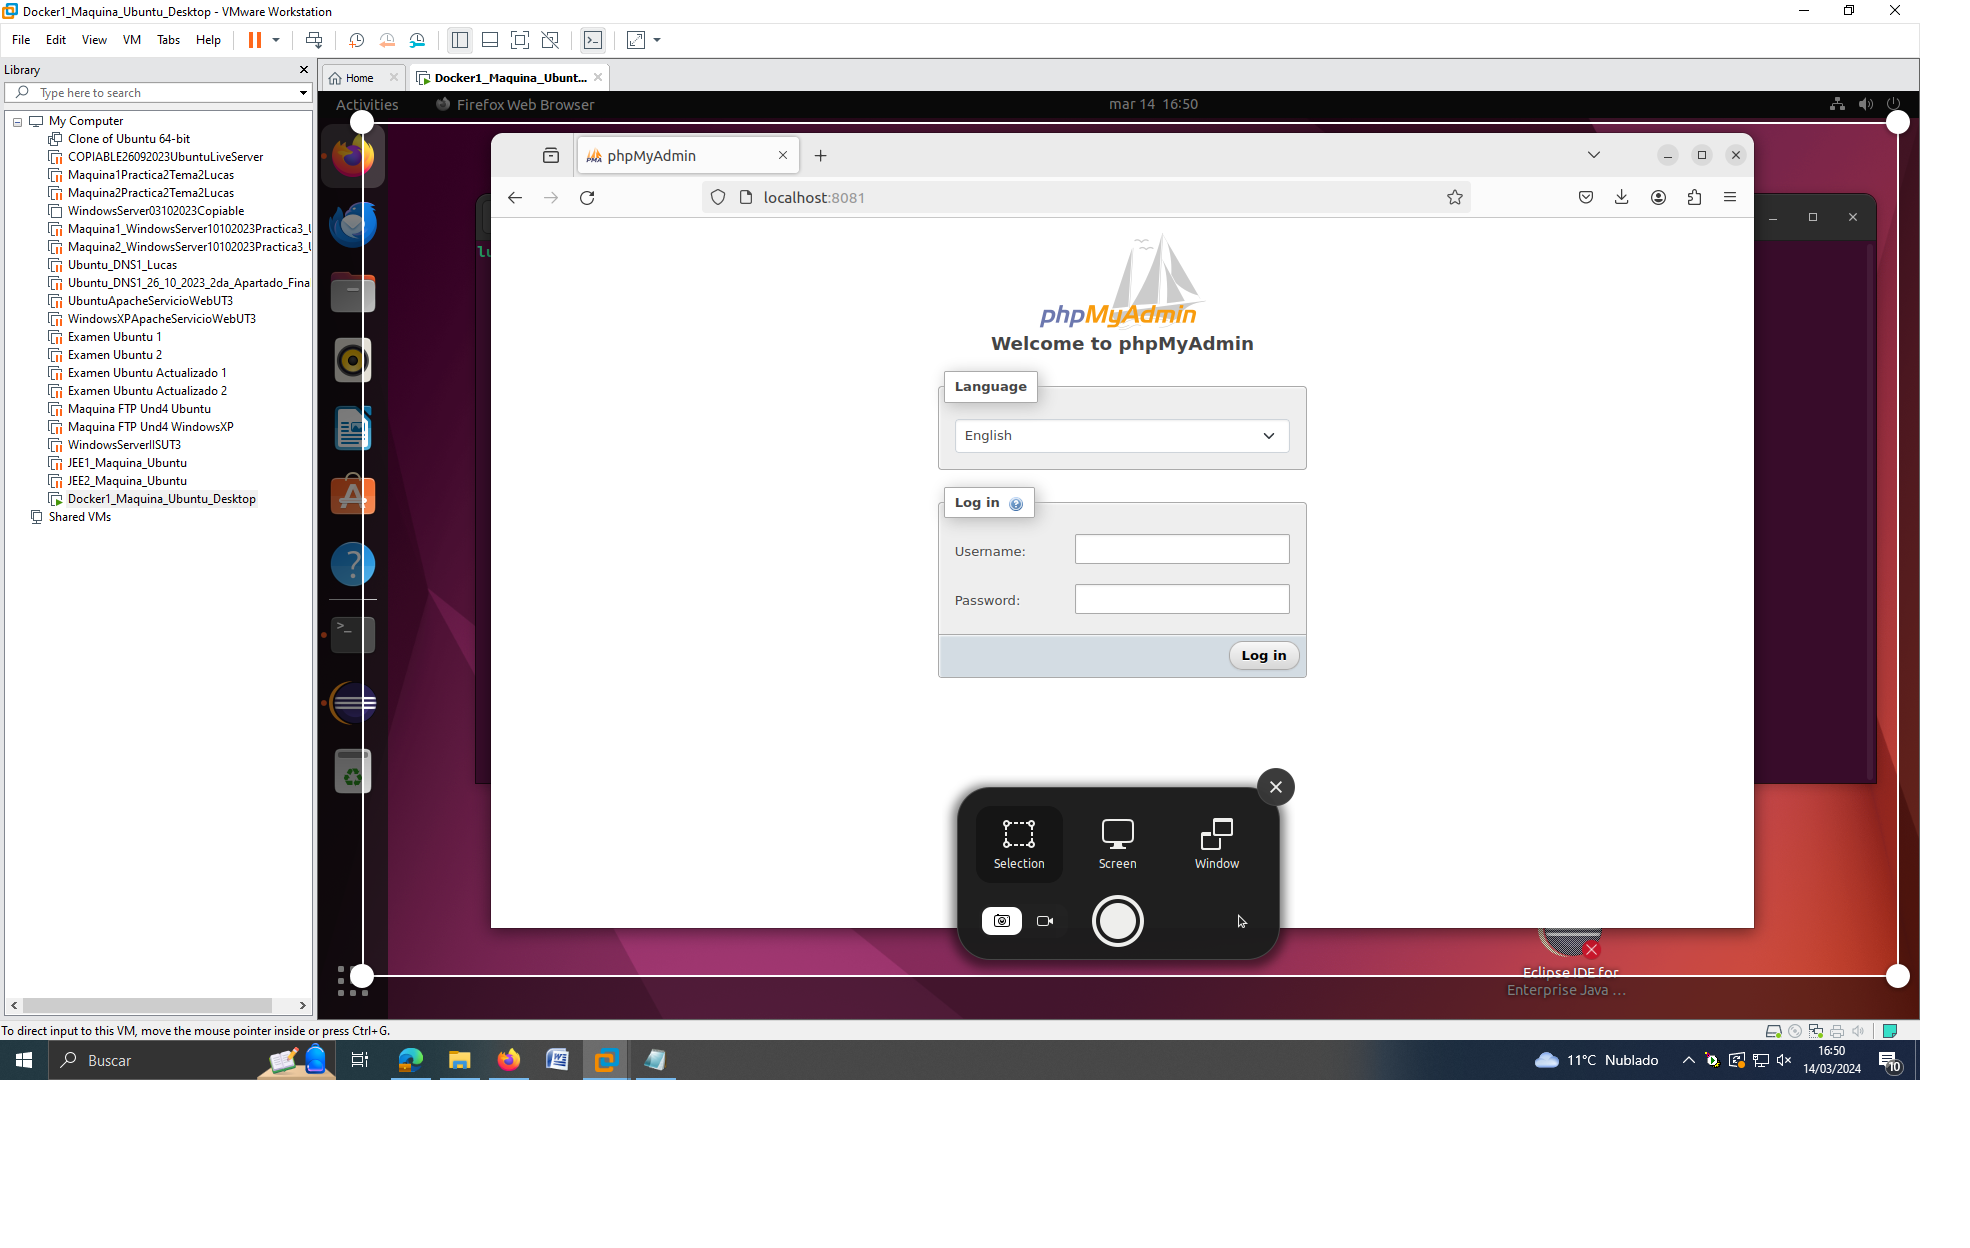 Docker1_Maquina_Ubuntu_Desktop - VMware Workstation
File Edit View VM Tabs Help
Library
Type here to search
My Computer
Clone of Ubuntu 64-bit
COPIABLE26092023UbuntuLiveServer
Maquina1Practica2Tema2Lucas
Maquina2Practica2Tema2Lucas
WindowsServer03102023Copiable
Maquina1_WindowsServer10102023Practica3_
Maquina2_WindowsServer10102023Practica3_
Ubuntu_DNS1_Lucas
Ubuntu_DNS1_26_10_2023_2da_Apartado_Fina
UbuntuApacheServicioWebUT3
WindowsXPApacheServicioWebUT3
Examen Ubuntu 1
Examen Ubuntu 2
Examen Ubuntu Actualizado 1
Examen Ubuntu Actualizado 2
Maquina FTP Und4 Ubuntu
Maquina FTP Und4 WindowsXP
WindowsServerIISUT3
JEE1_Maquina_Ubuntu
JEE2_Maquina_Ubuntu
Docker1_Maquina_Ubuntu_Desktop
Shared VMs
Home
Docker1_Maquina_Ubunt...
Activities Firefox Web Browser mar 14 16:50
phpMyAdmin
localhost:8081
phpMyAdmin
Welcome to phpMyAdmin
Language
English
Log in
Username:
Password:
Log in
Selection Screen Window
Eclipse IDE for
Enterprise Java ...
To direct input to this VM, move the mouse pointer inside or press Ctrl+G.
Buscar
11°C Nublado
16:50
14/03/2024
10